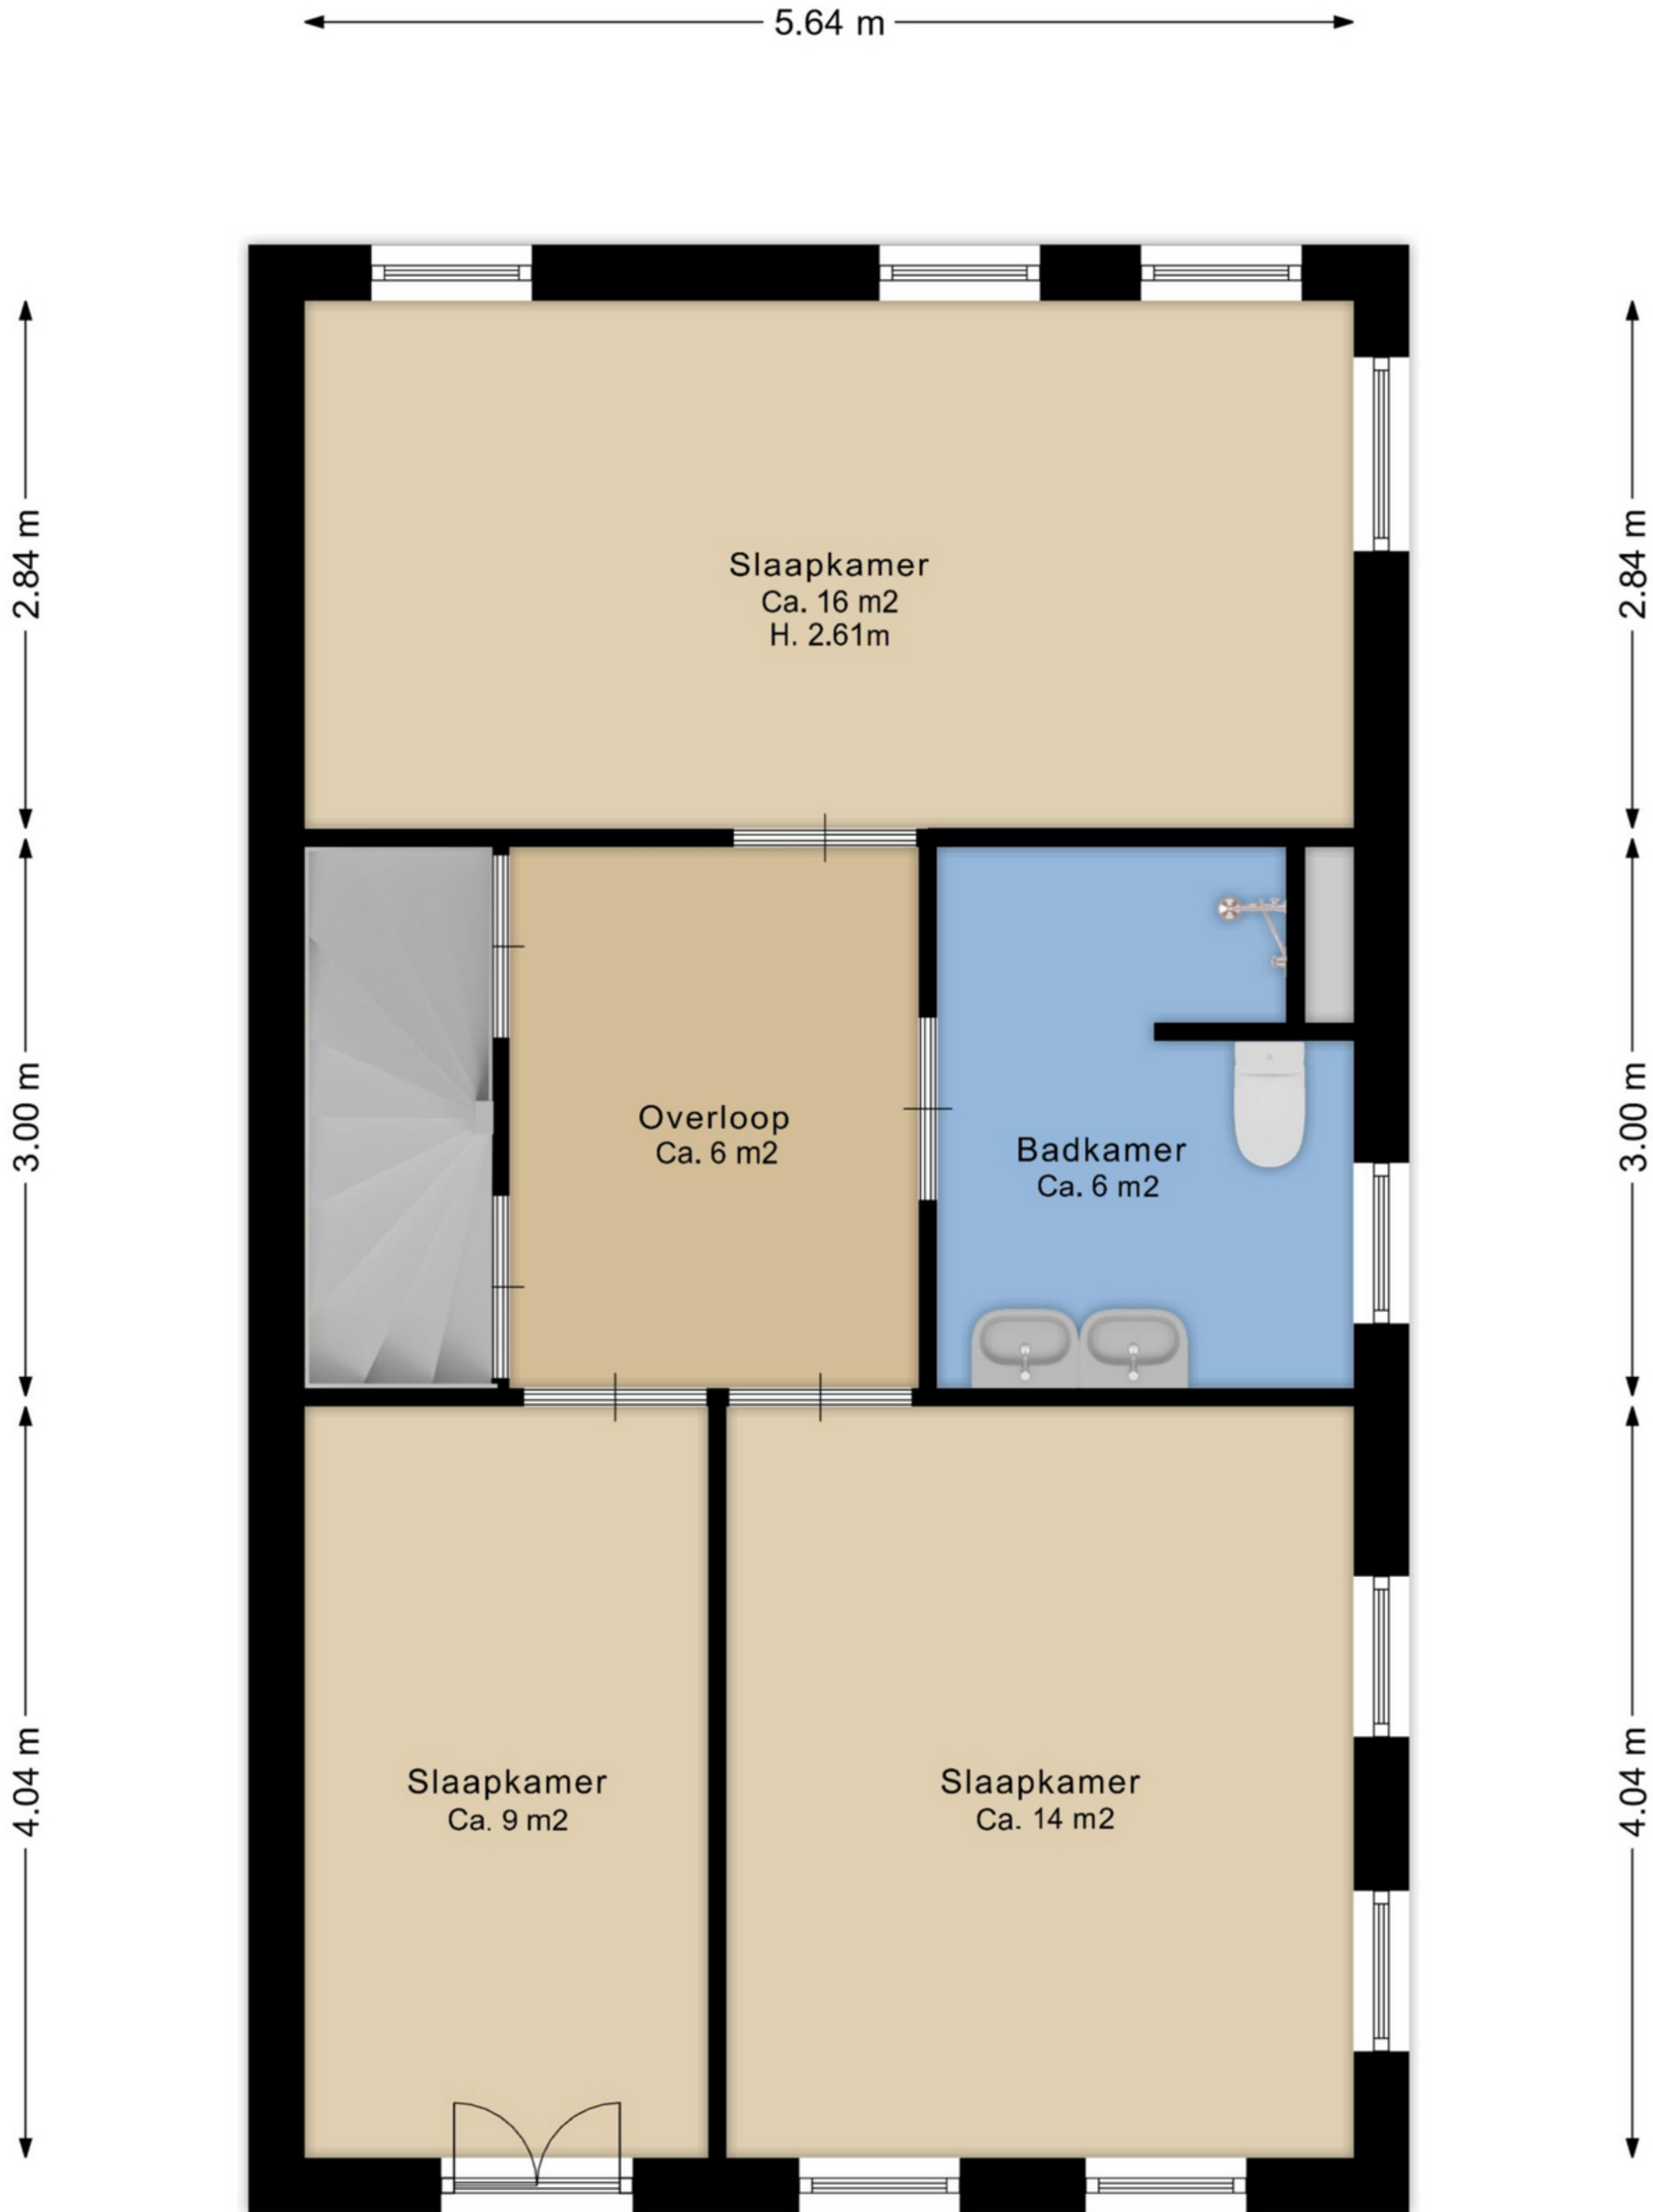 5.64 m
2.84 m
2.84 m
Slaapkamer
Ca. 16 m2
H. 2.61m
3.00 m
3.00 m
Overloop
Ca. 6 m2
Badkamer
Ca. 6 m2
4.04 m
4.04 m
Slaapkamer
Ca. 9 m2
Slaapkamer
Ca. 14 m2